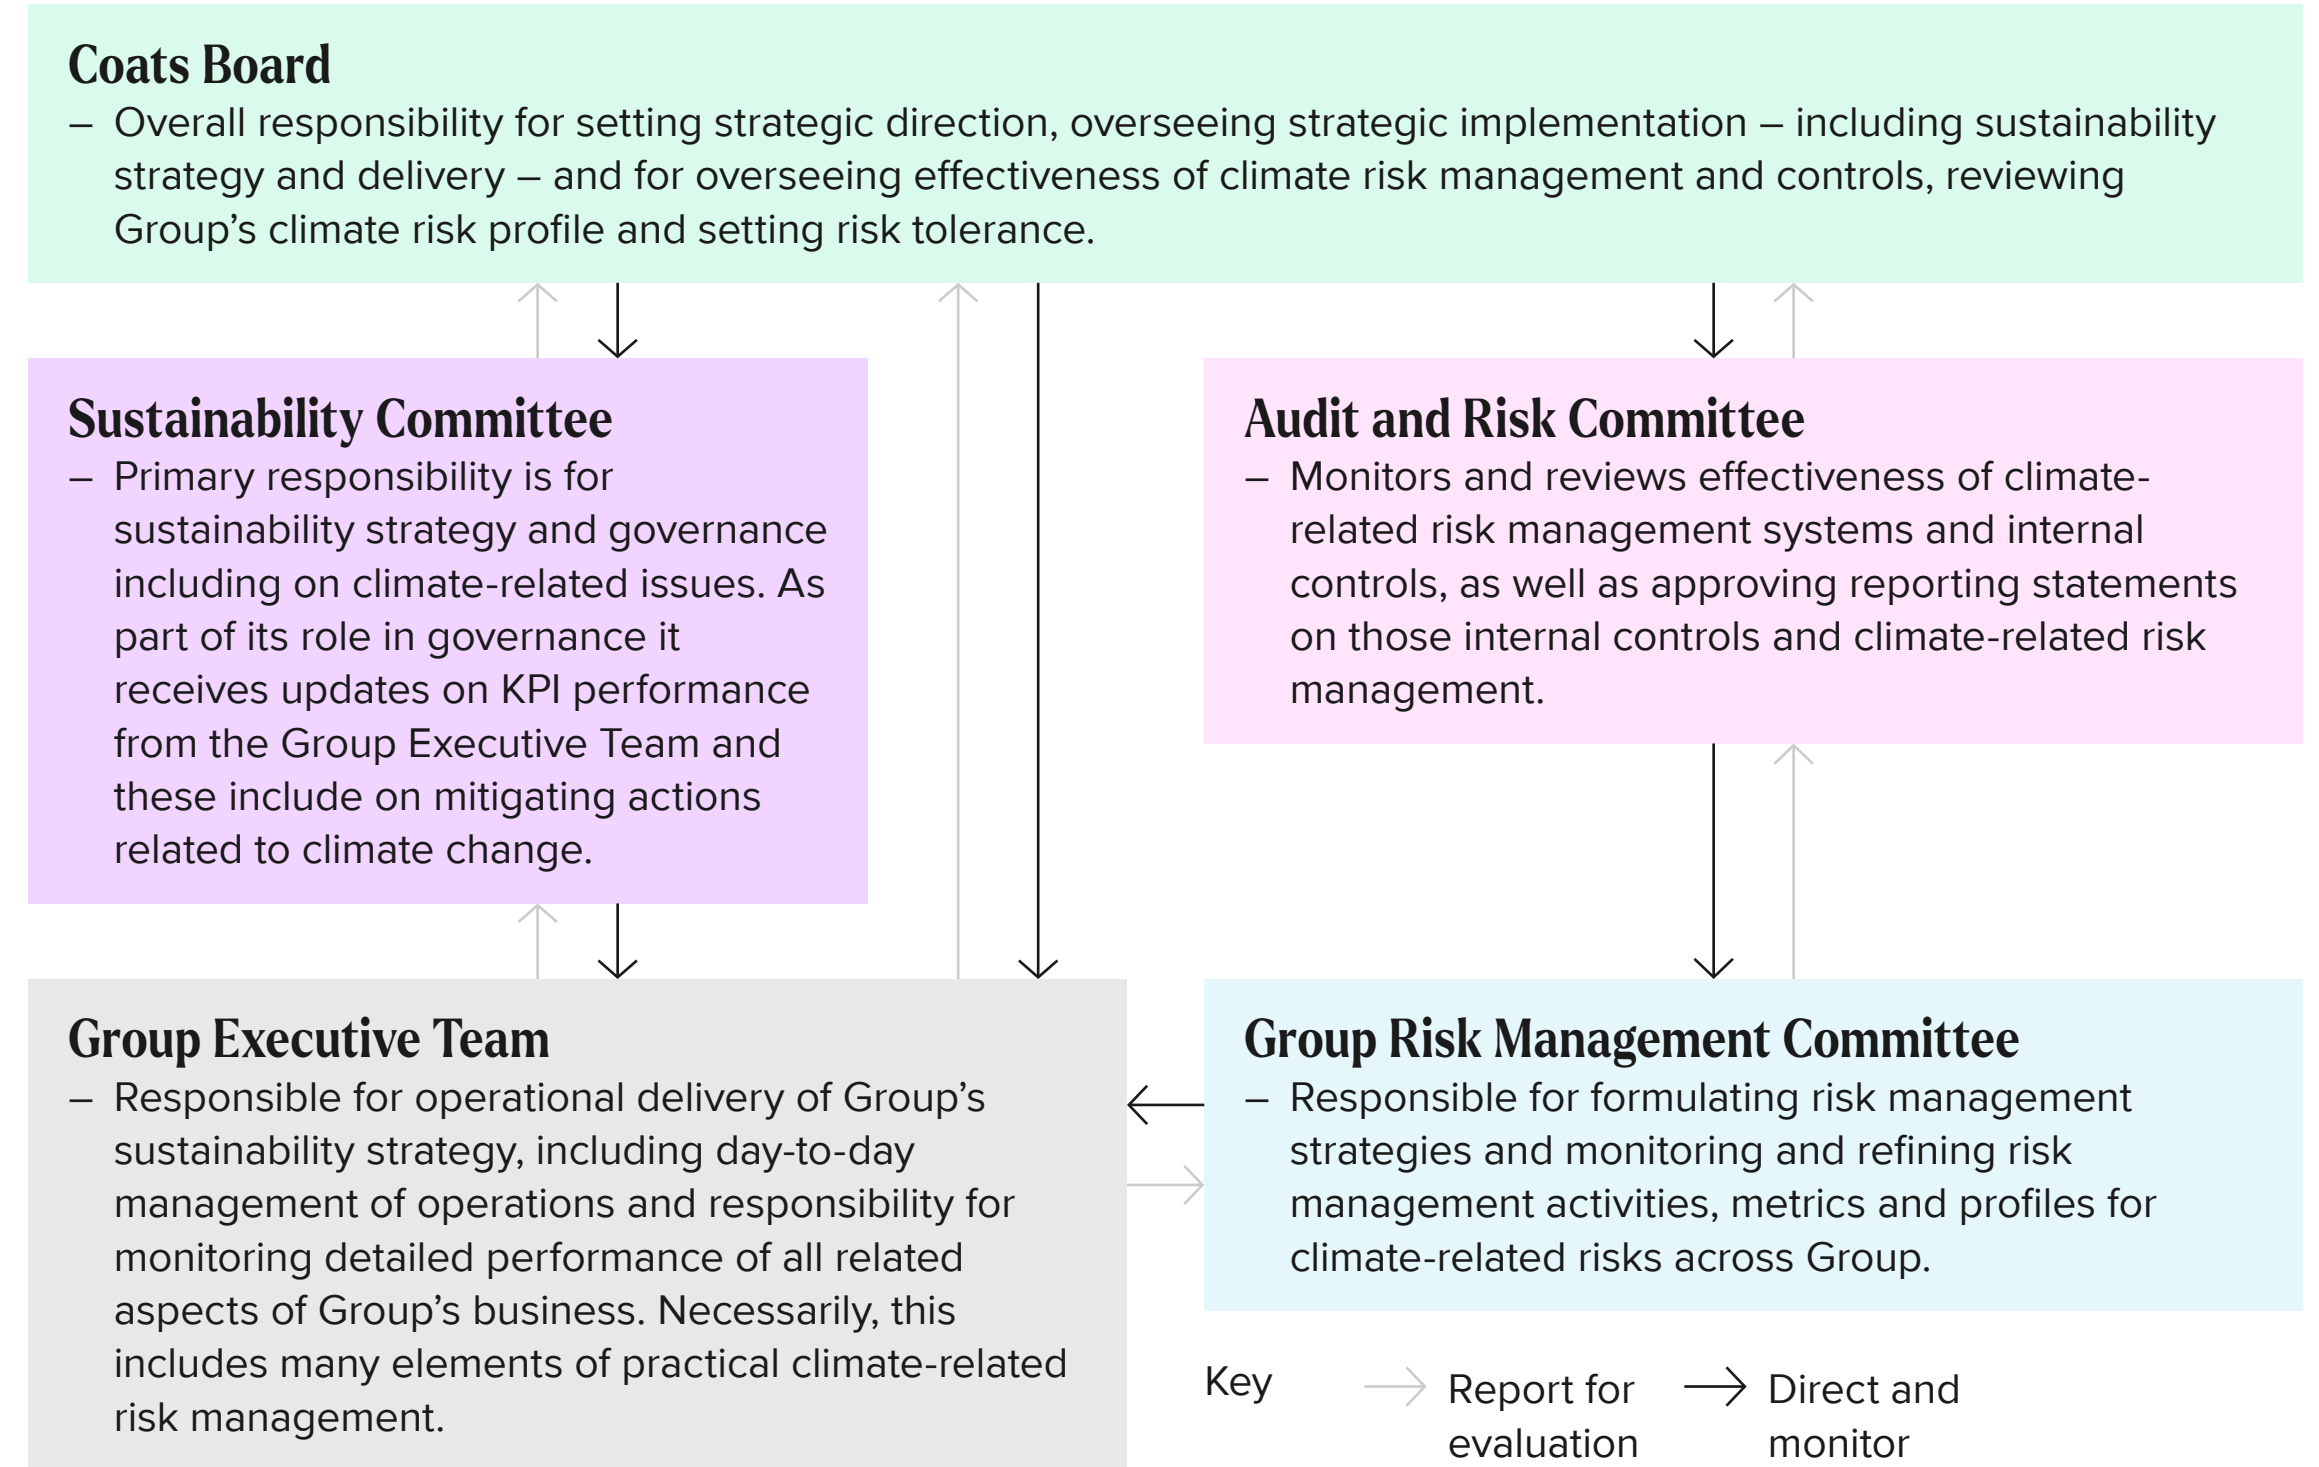 Coats Board
– Overall responsibility for setting strategic direction, overseeing strategic implementation – including sustainability
strategy and delivery – and for overseeing effectiveness of climate risk management and controls, reviewing
Group’s climate risk profile and setting risk tolerance.
Sustainability Committee
– Primary responsibility is for
sustainability strategy and governance
including on climate-related issues. As
part of its role in governance it
receives updates on KPI performance
from the Group Executive Team and
these include on mitigating actions
related to climate change.
Audit and Risk Committee
– Monitors and reviews effectiveness of climate-
related risk management systems and internal
controls, as well as approving reporting statements
on those internal controls and climate-related risk
management.
Group Executive Team
– Responsible for operational delivery of Group’s
sustainability strategy, including day-to-day
management of operations and responsibility for
monitoring detailed performance of all related
aspects of Group’s business. Necessarily, this
includes many elements of practical climate-related
risk management.
Group Risk Management Committee
– Responsible for formulating risk management
strategies and monitoring and refining risk
management activities, metrics and profiles for
climate-related risks across Group.
Key
Report for
evaluation
Direct and
monitor